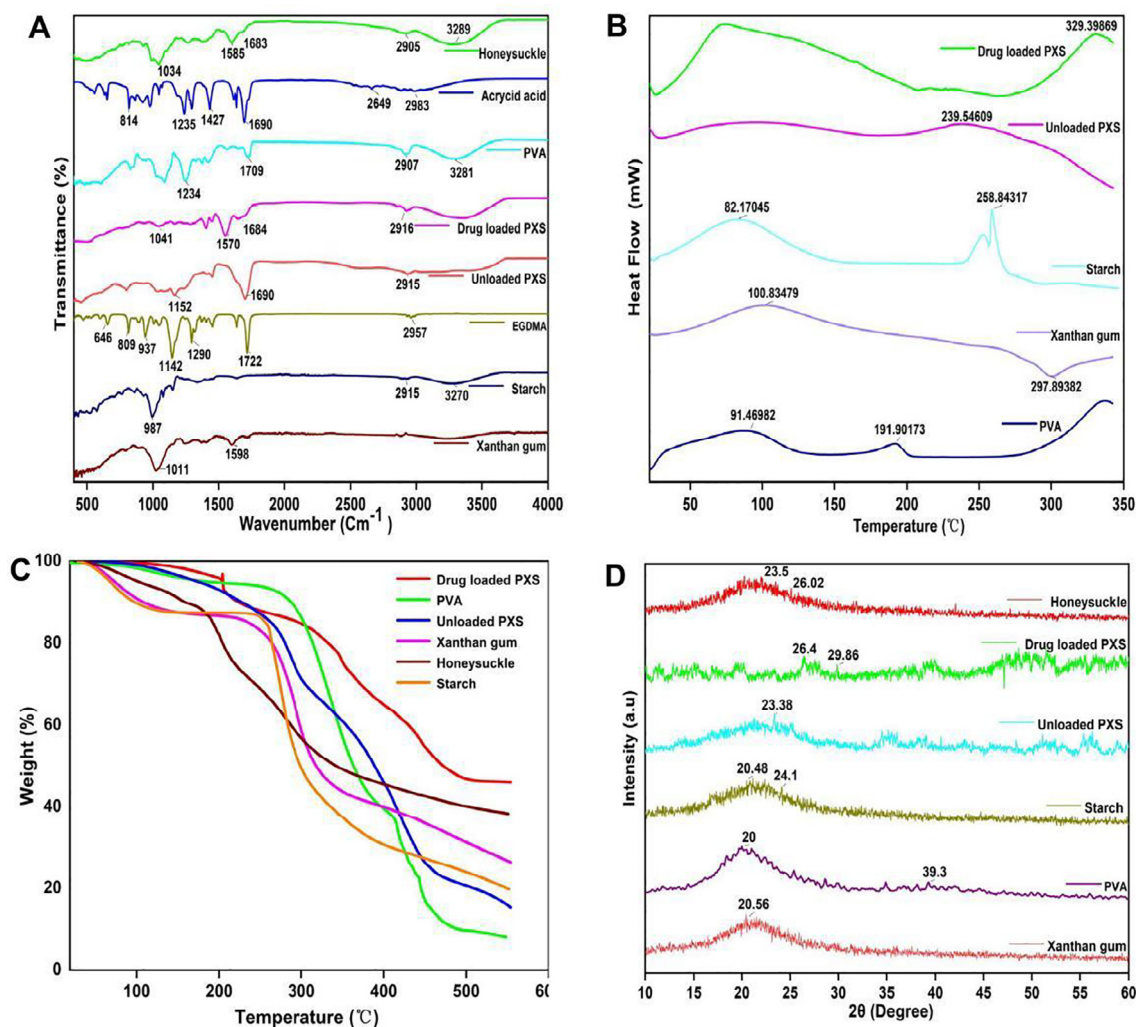 A
Transmittance (%)
1683
3289
2905
1585
Honeysuckle
1034
Acrycid acid
2649
2983
814
1235
1427
1690
PVA
1709
2907
3281
1234
1684
2916
Drug loaded PXS
1041
1570
Unloaded PXS
2915
1152
1690
EGDMA
646
809
937
1290
2957
1142
1722
Starch
2915
3270
987
Xanthan gum
1598
1011
500 1000 1500 2000 2500 3000 3500 4000
Wavenumber (Cm-1)
B
Heat Flow (mW)
329.39869
Drug loaded PXS
239.54609
Unloaded PXS
258.84317
82.17045
Starch
100.83479
Xanthan gum
297.89382
PVA
91.46982
191.90173
50 100 150 200 250 300 350
Temperature (℃)
C
Weight (%)
100
80
60
40
20
0
Drug loaded PXS
PVA
Unloaded PXS
Xanthan gum
Honeysuckle
Starch
100 200 300 400 500 60
Temperature (℃)
D
Intensity (a.u)
23.5
26.02
Honeysuckle
Drug loaded PXS
26.4
29.86
Unloaded PXS
23.38
20.48
24.1
Starch
20
39.3
PVA
20.56
Xanthan gum
10 15 20 25 30 35 40 45 50 55 60
2θ (Degree)